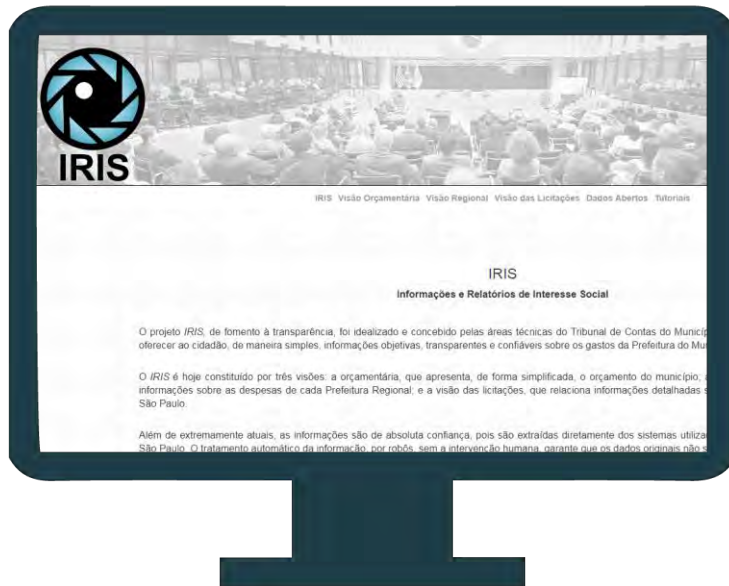 IRIS
IRIS Visão Orçamentária Visão Regional Visão das Licitações Dados Abertos Tutoriais
IRIS
Informações e Relatórios de Interesse Social
O projeto IRIS, de fomento à transparência, foi idealizado e concebido pelas áreas técnicas do Tribunal de Contas do Municíp
oferecer ao cidadão, de maneira simples, informações objetivas, transparentes e confiáveis sobre os gastos da Prefeitura do Mu
O IRIS é hoje constituído por três visões: a orçamentária, que apresenta, de forma simplificada, o orçamento do município;
informações sobre as despesas de cada Prefeitura Regional; e a visão das licitações, que relaciona informações detalhadas s
São Paulo.
Além de extremamente atuais, as informações são de absoluta confiança, pois são extraídas diretamente dos sistemas utiliza
São Paulo. O tratamento automático da informação, por robôs, sem a intervenção humana, garante que os dados originais não s